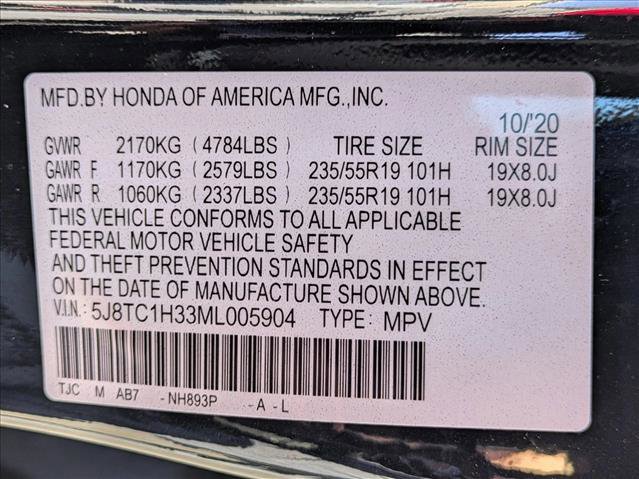 MFD.BY HONDA OF AMERICA MFG.,INC.
10/'20
GVWR 2170KG (4784LBS) TIRE SIZE RIM SIZE
GAWR F 1170KG (2579LBS) 235/55R19 101H 19X8.0J
GAWR R 1060KG (2337LBS) 235/55R19 101H 19X8.0J
THIS VEHICLE CONFORMS TO ALL APPLICABLE
FEDERAL MOTOR VEHICLE SAFETY
AND THEFT PREVENTION STANDARDS IN EFFECT
ON THE DATE OF MANUFACTURE SHOWN ABOVE.
V.I.N.: 5J8TC1H33ML005904 TYPE: MPV
TJC M AB7 -NH893P -A-L